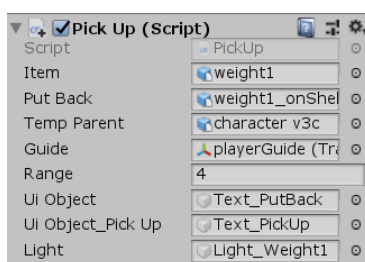 Pick Up (Script)
Script PickUp
Item weight1
Put Back weight1_onShel
Temp Parent character v3c
Guide playerGuide (Tra
Range 4
Ui Object Text_PutBack
Ui Object_Pick Up Text_PickUp
Light Light_Weight1